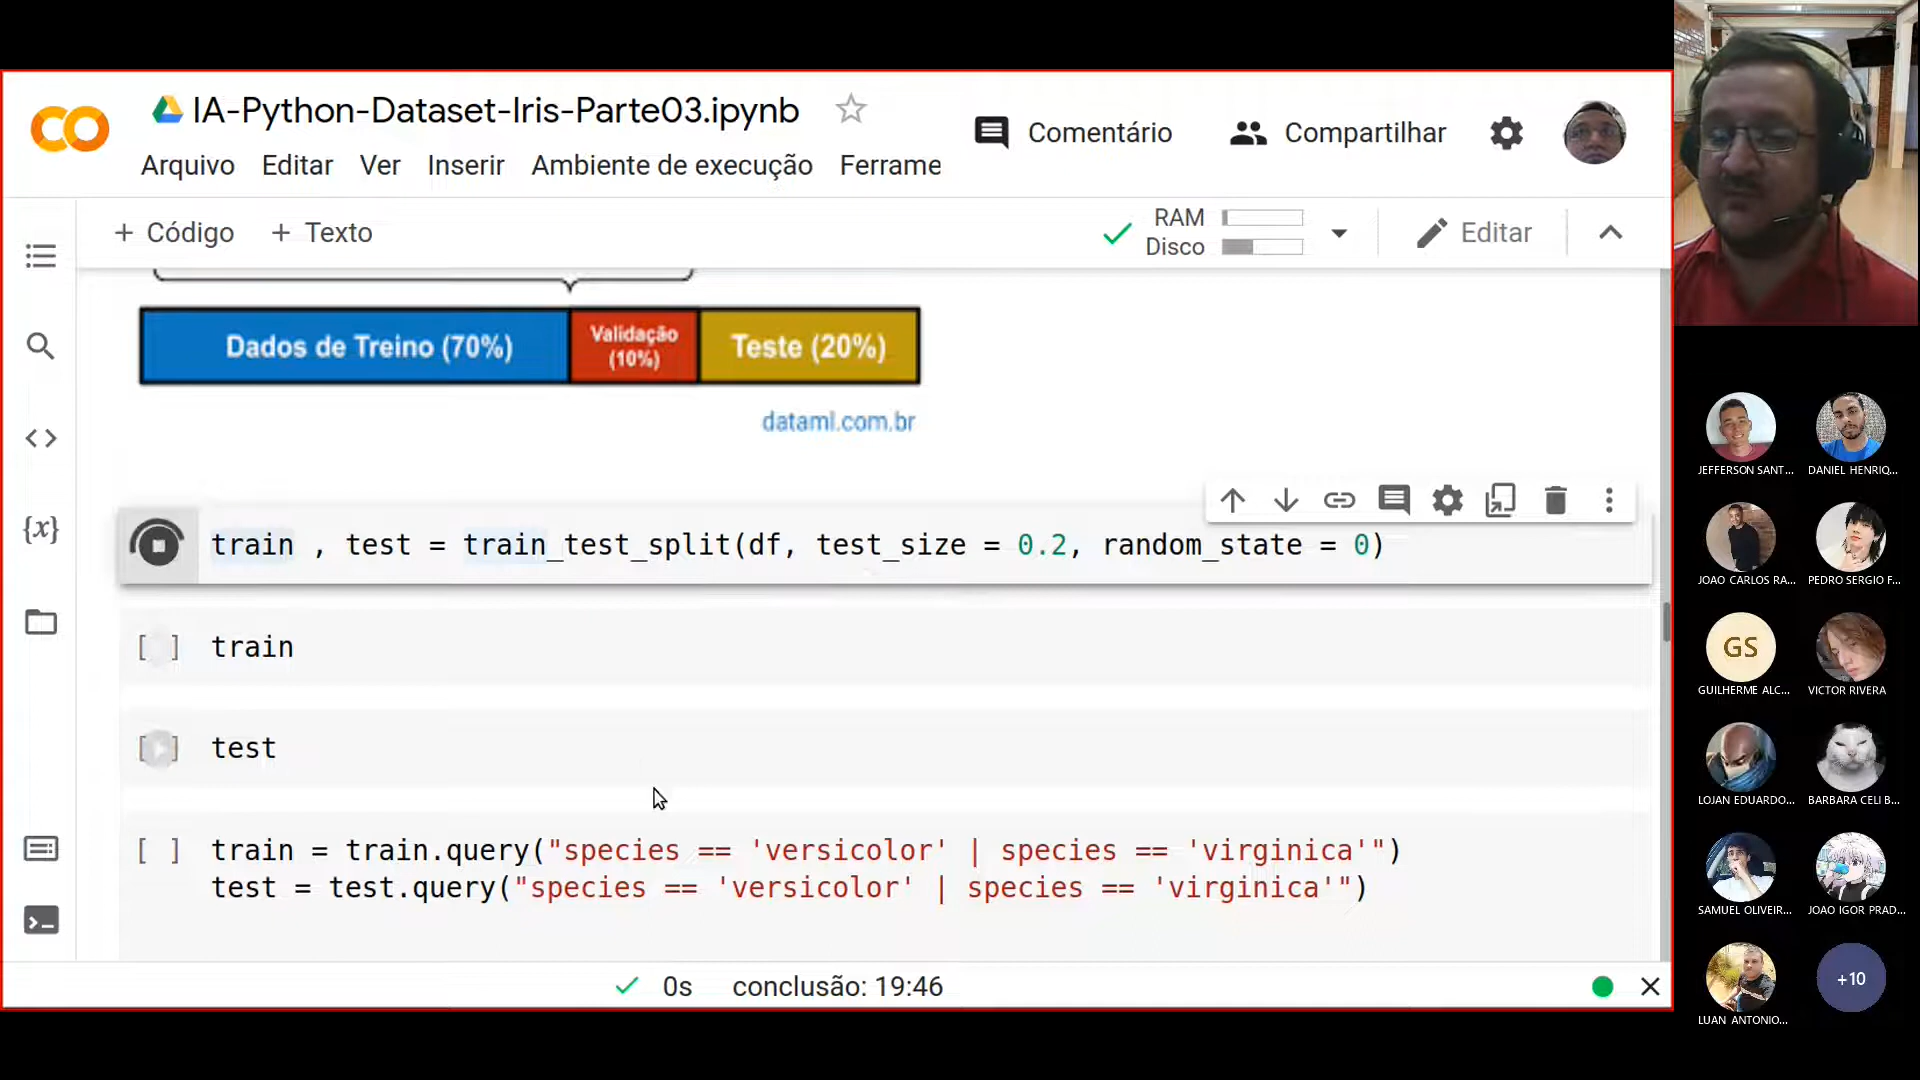 IA-Python-Dataset-Iris-Parte03.ipynb
Comentário
Compartilhar
Arquivo Editar Ver Inserir Ambiente de execução Ferrame
+ Código + Texto
RAM
Disco
Editar
Dados de Treino (70%)
Validação
(10%)
Teste (20%)
dataml.com.br
train , test = train_test_split(df, test_size = 0.2, random_state = 0)
[ ] train
[ ] test
[ ] train = train.query("species == 'versicolor' | species == 'virginica'")
test = test.query("species == 'versicolor' | species == 'virginica'")
0s conclusão: 19:46
JEFFERSON SANT...
DANIEL HENRIQ...
JOAO CARLOS RA...
PEDRO SERGIO F...
GS
GUILHERME ALC...
VICTOR RIVERA
LOJAN EDUARDO...
BARBARA CELI B...
SAMUEL OLIVEIR...
JOAO IGOR PRAD...
LUAN ANTONIO...
+10